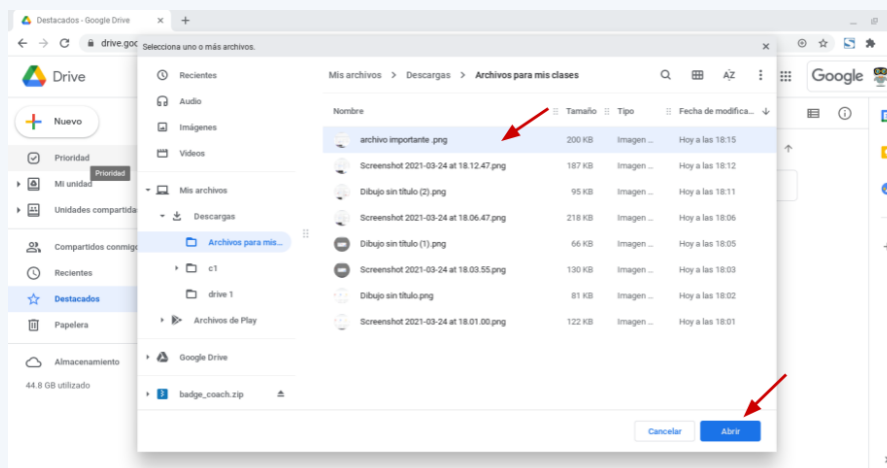 Destacados - Google Drive
drive.goo
Selecciona uno o más archivos.
Drive
Google
Nuevo
Prioridad
Prioridad
Mi unidad
Unidades compartida
Compartidos conmigo
Recientes
Destacados
Papelera
Almacenamiento
44.8 GB utilizado
Recientes
Audio
Imágenes
Vídeos
Mis archivos
Descargas
Archivos para mis...
c1
drive 1
Archivos de Play
Google Drive
badge_coach.zip
Mis archivos > Descargas > Archivos para mis clases
AZ
Nombre Tamaño Tipo Fecha de modifica...
archivo importante .png 200 KB Imagen ... Hoy a las 18:15
Screenshot 2021-03-24 at 18.12.47.png 187 KB Imagen ... Hoy a las 18:12
Dibujo sin título (2).png 95 KB Imagen ... Hoy a las 18:11
Screenshot 2021-03-24 at 18.06.47.png 218 KB Imagen ... Hoy a las 18:06
Dibujo sin título (1).png 66 KB Imagen ... Hoy a las 18:05
Screenshot 2021-03-24 at 18.03.55.png 130 KB Imagen ... Hoy a las 18:03
Dibujo sin título.png 81 KB Imagen ... Hoy a las 18:02
Screenshot 2021-03-24 at 18.01.00.png 122 KB Imagen ... Hoy a las 18:01
Cancelar
Abrir